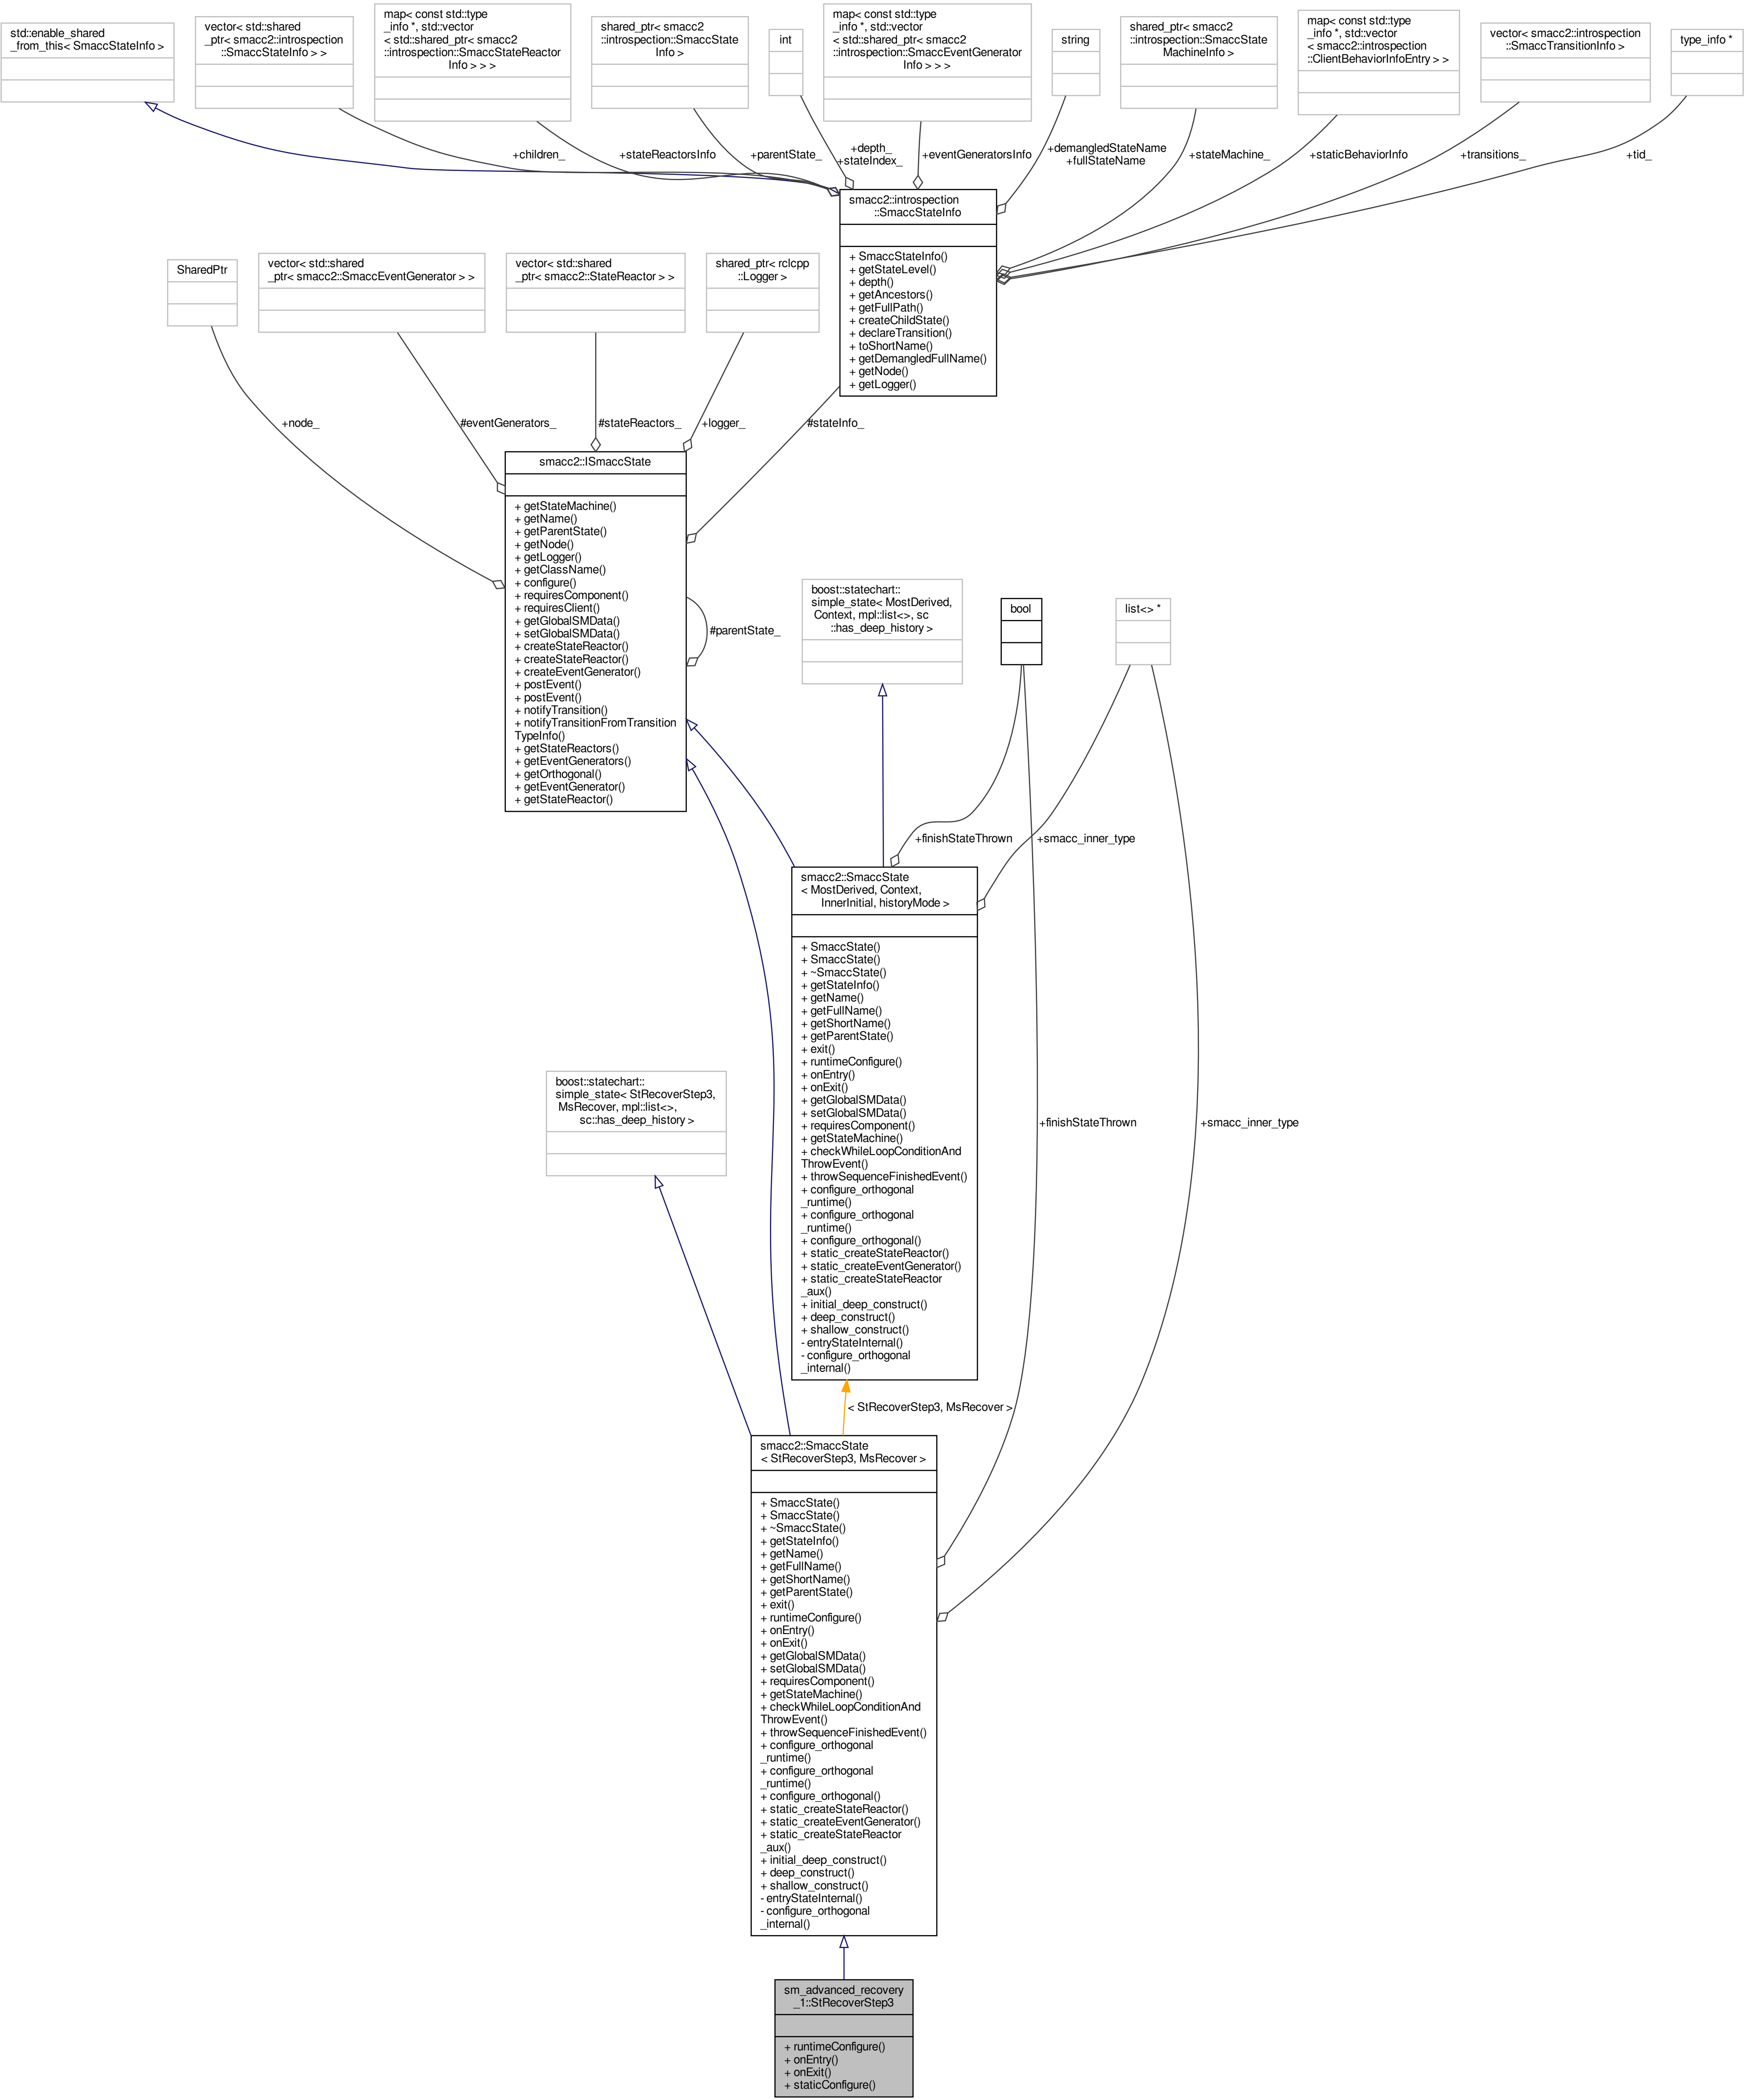 std::enable_shared
_from_this< SmaccStateInfo >
vector< std::shared
_ptr< smacc2::introspection
::SmaccStateInfo > >
map< const std::type
_info *, std::vector
< std::shared_ptr< smacc2
::introspection::SmaccStateReactor
Info > > >
shared_ptr< smacc2
::introspection::SmaccState
Info >
int
map< const std::type
_info *, std::vector
< std::shared_ptr< smacc2
::introspection::SmaccEventGenerator
Info > > >
string
shared_ptr< smacc2
::introspection::SmaccState
MachineInfo >
map< const std::type
_info *, std::vector
< smacc2::introspection
::ClientBehaviorInfoEntry > >
vector< smacc2::introspection
::SmaccTransitionInfo >
type_info *
+children_
+stateReactorsInfo
+parentState_
+depth_
+stateIndex_
+eventGeneratorsInfo
+demangledStateName
+fullStateName
+stateMachine_
+staticBehaviorInfo
+transitions_
+tid_
smacc2::introspection
::SmaccStateInfo
+ SmaccStateInfo()
+ getStateLevel()
+ depth()
+ getAncestors()
+ getFullPath()
+ createChildState()
+ declareTransition()
+ toShortName()
+ getDemangledFullName()
+ getNode()
+ getLogger()
SharedPtr
vector< std::shared
_ptr< smacc2::SmaccEventGenerator > >
vector< std::shared
_ptr< smacc2::StateReactor > >
shared_ptr< rclcpp
::Logger >
+node_
#eventGenerators_
#stateReactors_
+logger_
#stateInfo_
smacc2::ISmaccState
+ getStateMachine()
+ getName()
+ getParentState()
+ getNode()
+ getLogger()
+ getClassName()
+ configure()
+ requiresComponent()
+ requiresClient()
+ getGlobalSMData()
+ setGlobalSMData()
+ createStateReactor()
+ createStateReactor()
+ createEventGenerator()
+ postEvent()
+ postEvent()
+ notifyTransition()
+ notifyTransitionFromTransition
TypeInfo()
+ getStateReactors()
+ getEventGenerators()
+ getOrthogonal()
+ getEventGenerator()
+ getStateReactor()
#parentState_
boost::statechart::
simple_state< MostDerived,
Context, mpl::list<>, sc
::has_deep_history >
bool
list<> *
+finishStateThrown
+smacc_inner_type
smacc2::SmaccState
< MostDerived, Context,
InnerInitial, historyMode >
+ SmaccState()
+ SmaccState()
+ ~SmaccState()
+ getStateInfo()
+ getName()
+ getFullName()
+ getShortName()
+ getParentState()
+ exit()
+ runtimeConfigure()
+ onEntry()
+ onExit()
+ getGlobalSMData()
+ setGlobalSMData()
+ requiresComponent()
+ getStateMachine()
+ checkWhileLoopConditionAnd
ThrowEvent()
+ throwSequenceFinishedEvent()
+ configure_orthogonal
_runtime()
+ configure_orthogonal
_runtime()
+ configure_orthogonal()
+ static_createStateReactor()
+ static_createEventGenerator()
+ static_createStateReactor
_aux()
+ initial_deep_construct()
+ deep_construct()
+ shallow_construct()
- entryStateInternal()
- configure_orthogonal
_internal()
boost::statechart::
simple_state< StRecoverStep3,
MsRecover, mpl::list<>,
sc::has_deep_history >
+finishStateThrown
+smacc_inner_type
< StRecoverStep3, MsRecover >
smacc2::SmaccState
< StRecoverStep3, MsRecover >
+ SmaccState()
+ SmaccState()
+ ~SmaccState()
+ getStateInfo()
+ getName()
+ getFullName()
+ getShortName()
+ getParentState()
+ exit()
+ runtimeConfigure()
+ onEntry()
+ onExit()
+ getGlobalSMData()
+ setGlobalSMData()
+ requiresComponent()
+ getStateMachine()
+ checkWhileLoopConditionAnd
ThrowEvent()
+ throwSequenceFinishedEvent()
+ configure_orthogonal
_runtime()
+ configure_orthogonal
_runtime()
+ configure_orthogonal()
+ static_createStateReactor()
+ static_createEventGenerator()
+ static_createStateReactor
_aux()
+ initial_deep_construct()
+ deep_construct()
+ shallow_construct()
- entryStateInternal()
- configure_orthogonal
_internal()
sm_advanced_recovery
_1::StRecoverStep3
+ runtimeConfigure()
+ onEntry()
+ onExit()
+ staticConfigure()